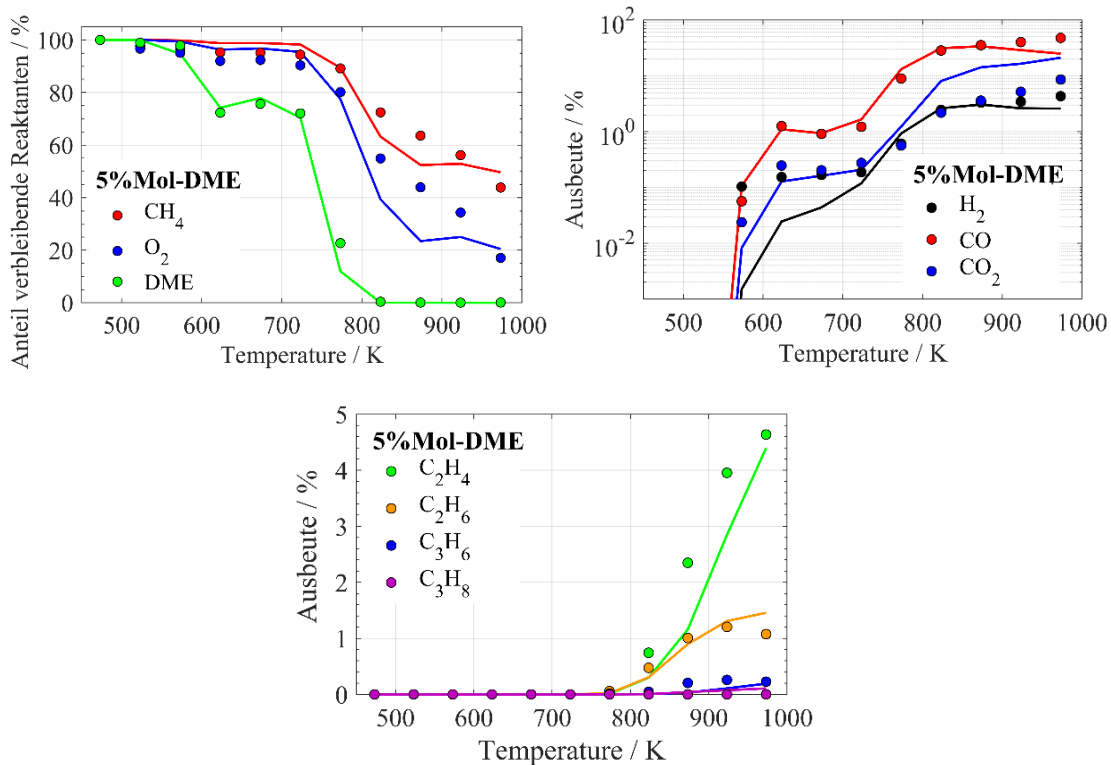 Anteil verbleibende Reaktanten / %
100
80
60
40
20
0
5%Mol-DME
CH4
O2
DME
500 600 700 800 900 1000
Temperature / K
Ausbeute / %
10^2
10^0
10^-2
5%Mol-DME
H2
CO
CO2
500 600 700 800 900 1000
Temperature / K
Ausbeute / %
5
4
3
2
1
0
5%Mol-DME
C2H4
C2H6
C3H6
C3H8
500 600 700 800 900 1000
Temperature / K